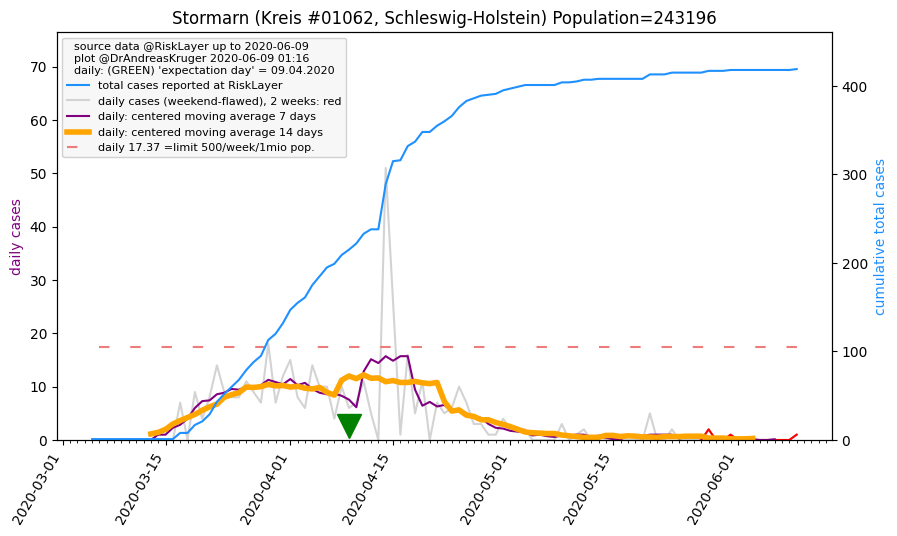 Stormarn (Kreis #01062, Schleswig-Holstein) Population=243196
source data @RiskLayer up to 2020-06-09
plot @DrAndreasKruger 2020-06-09 01:16
daily: (GREEN) 'expectation day' = 09.04.2020
total cases reported at RiskLayer
daily cases (weekend-flawed), 2 weeks: red
daily: centered moving average 7 days
daily: centered moving average 14 days
daily 17.37 =limit 500/week/1mio pop.
daily cases
70
60
50
40
30
20
10
0
cumulative total cases
400
300
200
100
0
2020-03-01
2020-03-15
2020-04-01
2020-04-15
2020-05-01
2020-05-15
2020-06-01